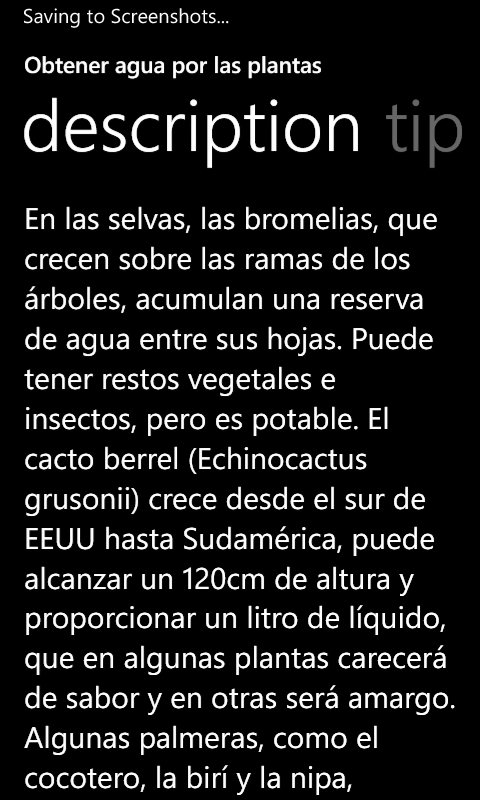 Saving to Screenshots...
Obtener agua por las plantas
description tip
En las selvas, las bromelias, que
crecen sobre las ramas de los
árboles, acumulan una reserva
de agua entre sus hojas. Puede
tener restos vegetales e
insectos, pero es potable. El
cacto berrel (Echinocactus
grusonii) crece desde el sur de
EEUU hasta Sudamérica, puede
alcanzar un 120cm de altura y
proporcionar un litro de líquido,
que en algunas plantas carecerá
de sabor y en otras será amargo.
Algunas palmeras, como el
cocotero, la birí y la nipa,